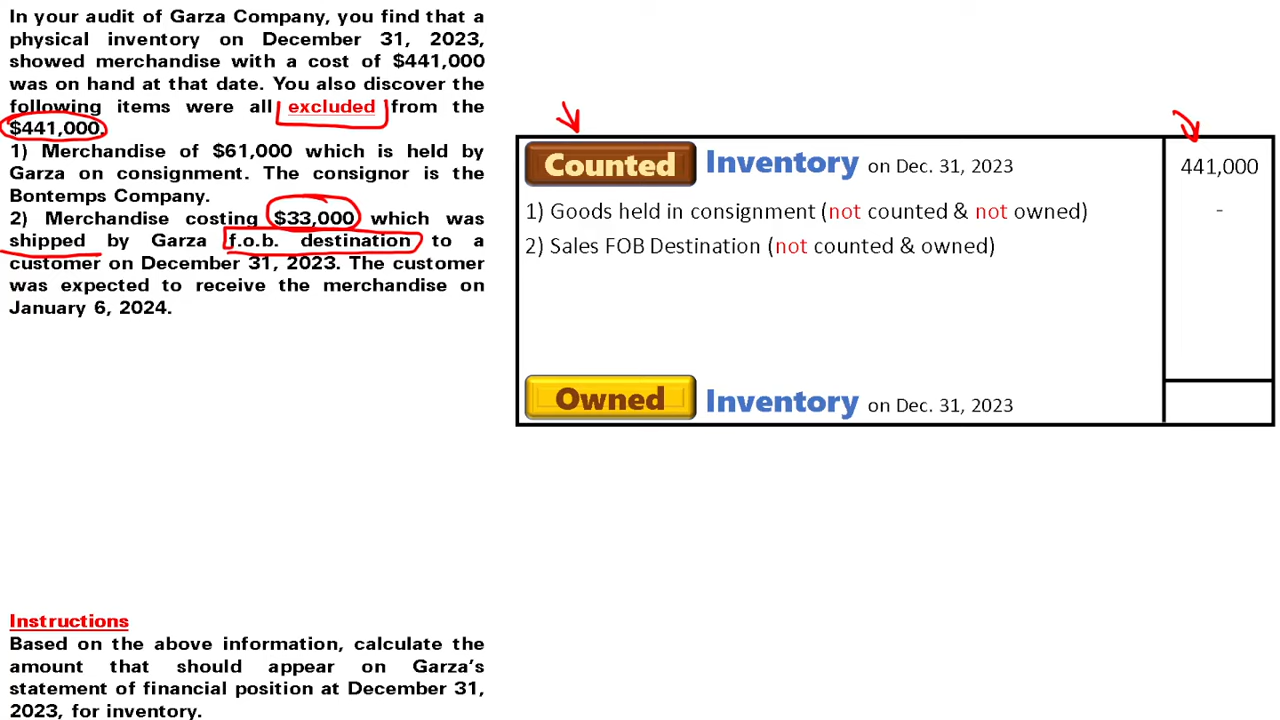 In your audit of Garza Company, you find that a
physical inventory on December 31, 2023,
showed merchandise with a cost of $441,000
was on hand at that date. You also discover the
following items were all excluded from the
$441,000.
1) Merchandise of $61,000 which is held by
Garza on consignment. The consignor is the
Bontemps Company.
2) Merchandise costing $33,000 which was
shipped by Garza f.o.b. destination to a
customer on December 31, 2023. The customer
was expected to receive the merchandise on
January 6, 2024.
Counted Inventory on Dec. 31, 2023 441,000
1) Goods held in consignment (not counted & not owned) -
2) Sales FOB Destination (not counted & owned)
Owned Inventory on Dec. 31, 2023
Instructions
Based on the above information, calculate the
amount that should appear on Garza's
statement of financial position at December 31,
2023, for inventory.